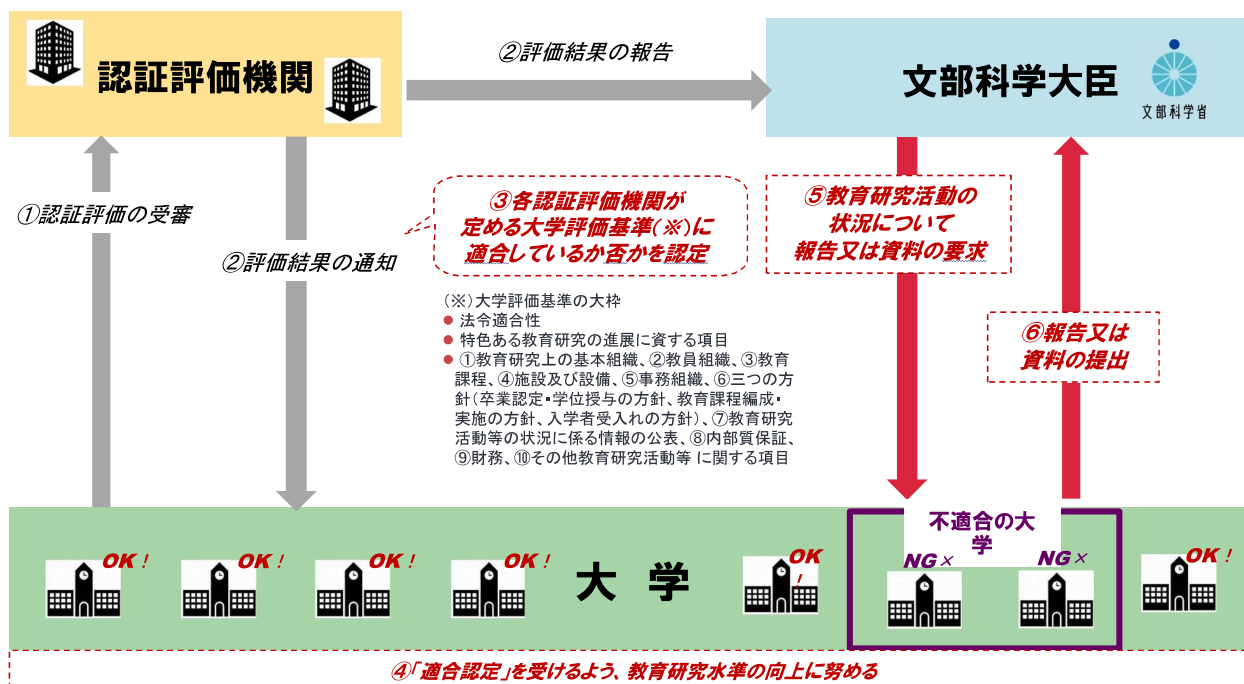 認証評価機関
②評価結果の報告
文部科学大臣
文部科学省
①認証評価の受審
②評価結果の通知
③各認証評価機関が
定める大学評価基準(※)に
適合しているか否かを認定
⑤教育研究活動の
状況について
報告又は資料の要求
⑥報告又は
資料の提出
(※)大学評価基準の大枠
● 法令適合性
● 特色ある教育研究の進展に資する項目
● ①教育研究上の基本組織、②教員組織、③教育
課程、④施設及び設備、⑤事務組織、⑥三つの方
針(卒業認定・学位授与の方針、教育課程編成・
実施の方針、入学者受入れの方針)、⑦教育研究
活動等の状況に係る情報の公表、⑧内部質保証、
⑨財務、⑩その他教育研究活動等 に関する項目
OK！
OK！
OK！
OK！
大 学
OK
！
不適合の大
学
NG×
NG×
OK！
④「適合認定」を受けるよう、教育研究水準の向上に努める